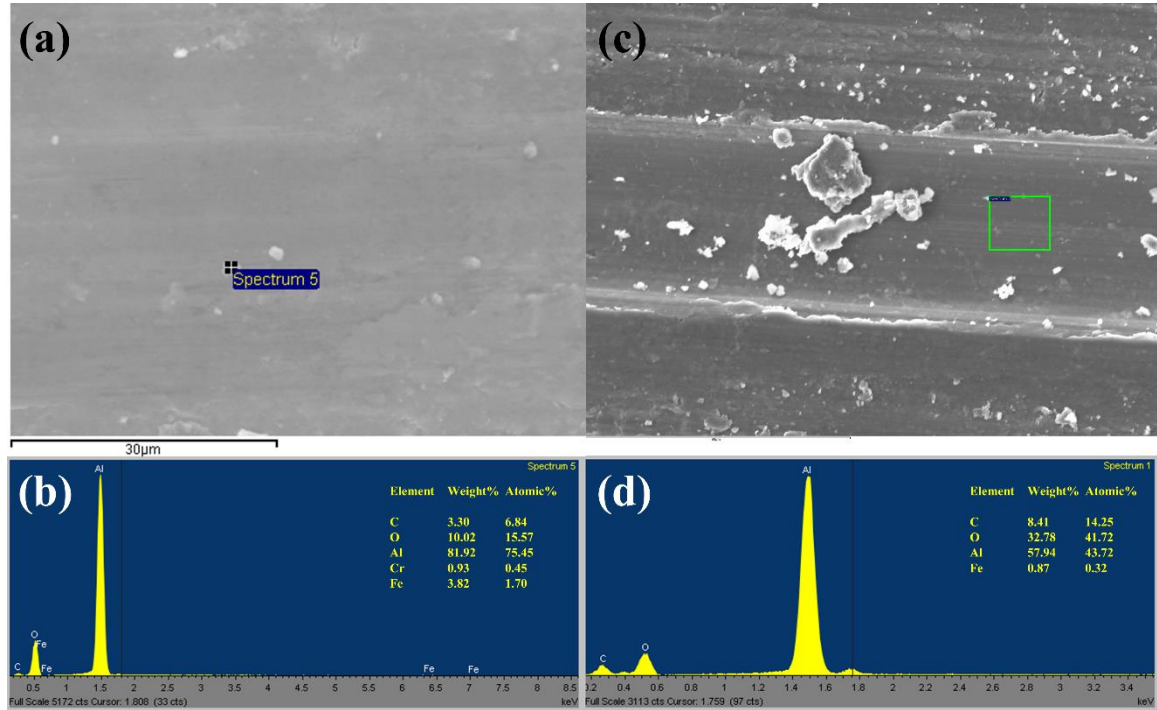 (a)
Spectrum 5
30µm
(c)
(b)
Spectrum 5
Al
Element Weight% Atomic%
C 3.30 6.84
O 10.02 15.57
Al 81.92 75.45
Cr 0.93 0.45
Fe 3.82 1.70
O
Fe
C Fe Fe Fe
0.5 1 1.5 2 2.5 3 3.5 4 4.5 5 5.5 6 6.5 7 7.5 8 8.5
Full Scale 5172 cts Cursor: 1.808 (33 cts) keV
(d)
Spectrum 1
Al
Element Weight% Atomic%
C 8.41 14.25
O 32.78 41.72
Al 57.94 43.72
Fe 0.87 0.32
C O
0.2 0.4 0.6 0.8 1 1.2 1.4 1.6 1.8 2 2.2 2.4 2.6 2.8 3 3.2 3.4
Full Scale 3113 cts Cursor: 1.759 (97 cts) keV